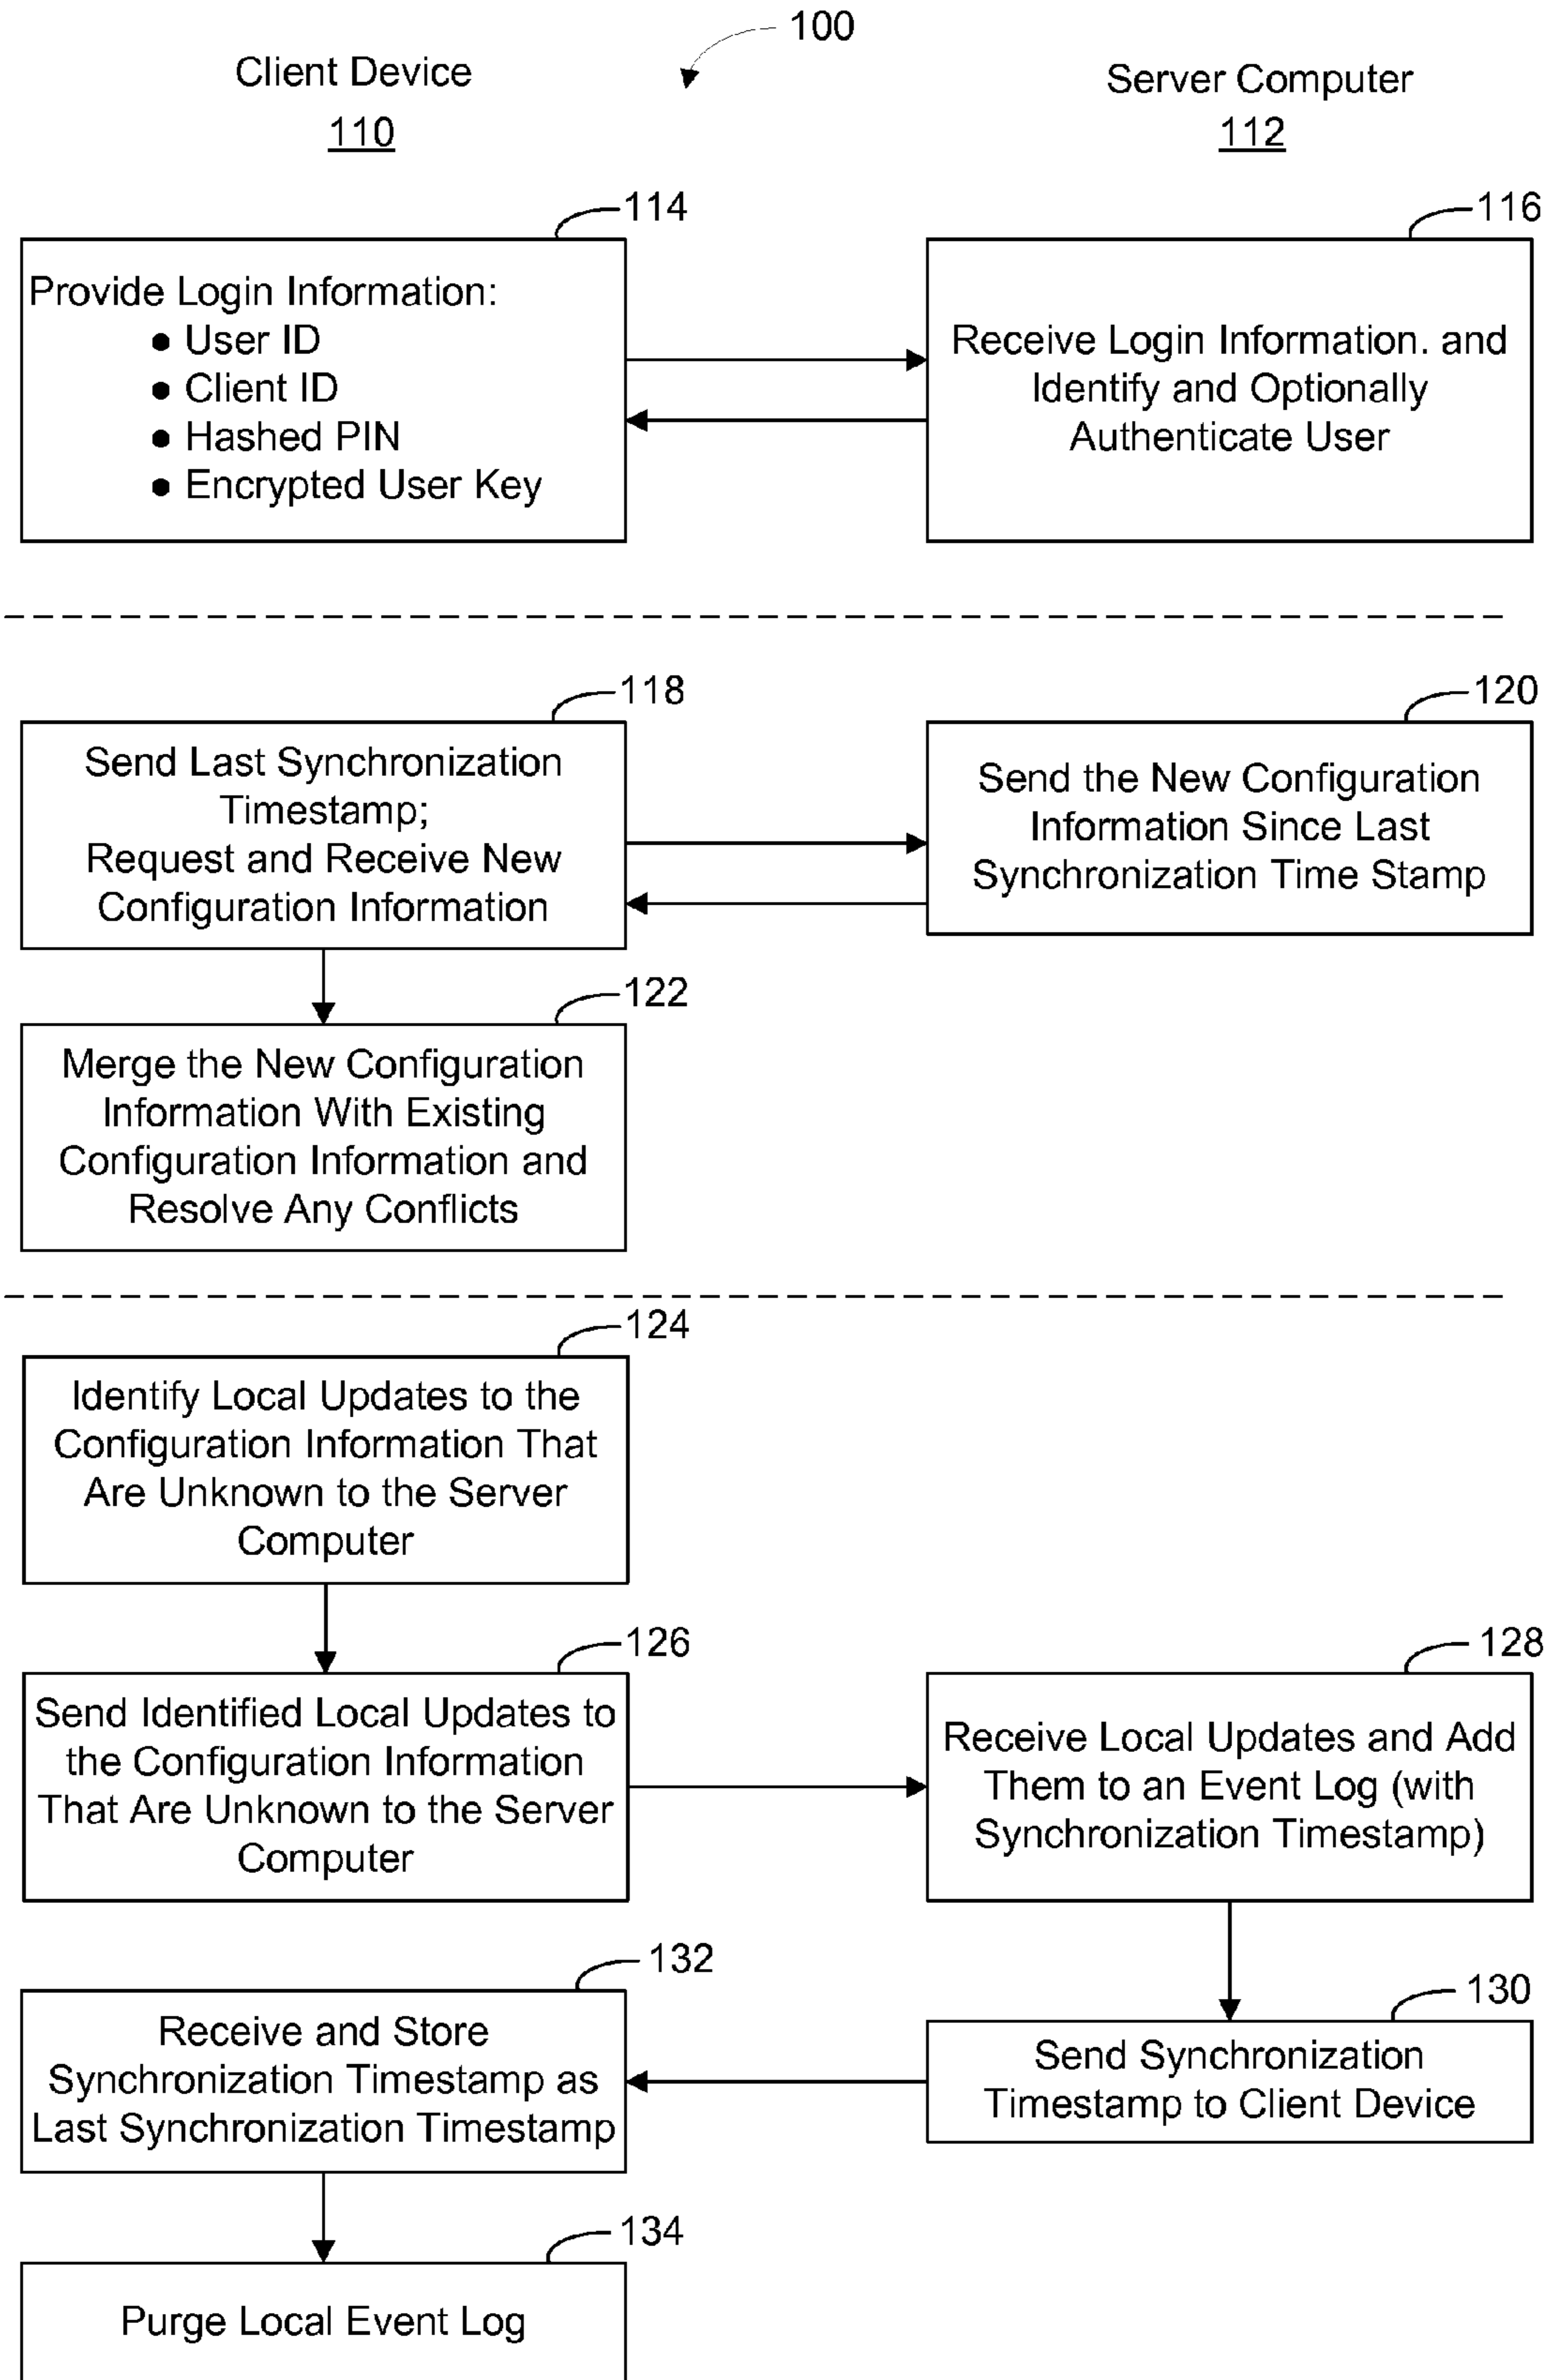 100
Client Device
110
Server Computer
112
114
Provide Login Information:
● User ID
● Client ID
● Hashed PIN
● Encrypted User Key
116
Receive Login Information. and
Identify and Optionally
Authenticate User
118
Send Last Synchronization
Timestamp;
Request and Receive New
Configuration Information
120
Send the New Configuration
Information Since Last
Synchronization Time Stamp
122
Merge the New Configuration
Information With Existing
Configuration Information and
Resolve Any Conflicts
124
Identify Local Updates to the
Configuration Information That
Are Unknown to the Server
Computer
126
Send Identified Local Updates to
the Configuration Information
That Are Unknown to the Server
Computer
128
Receive Local Updates and Add
Them to an Event Log (with
Synchronization Timestamp)
132
Receive and Store
Synchronization Timestamp as
Last Synchronization Timestamp
130
Send Synchronization
Timestamp to Client Device
134
Purge Local Event Log